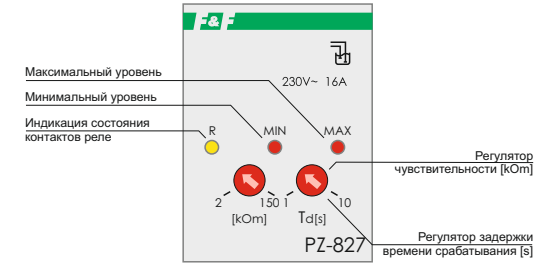 F&F
230V~ 16A
Максимальный уровень
Минимальный уровень
Индикация состояния
контактов реле
R MIN MAX
Регулятор
чувствительности [kOm]
2 150 1 10
[kOm] Td[s]
PZ-827
Регулятор задержки
времени срабатывания [s]